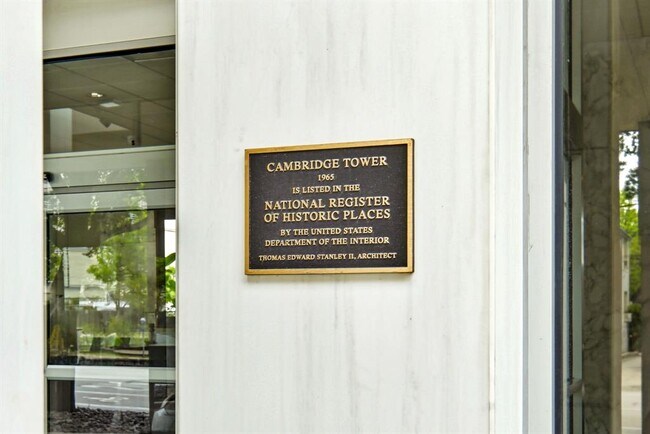 CAMBRIDGE TOWER
1965
IS LISTED IN THE
NATIONAL REGISTER
OF HISTORIC PLACES
BY THE UNITED STATES
DEPARTMENT OF THE INTERIOR
THOMAS EDWARD STANLEY II, ARCHITECT